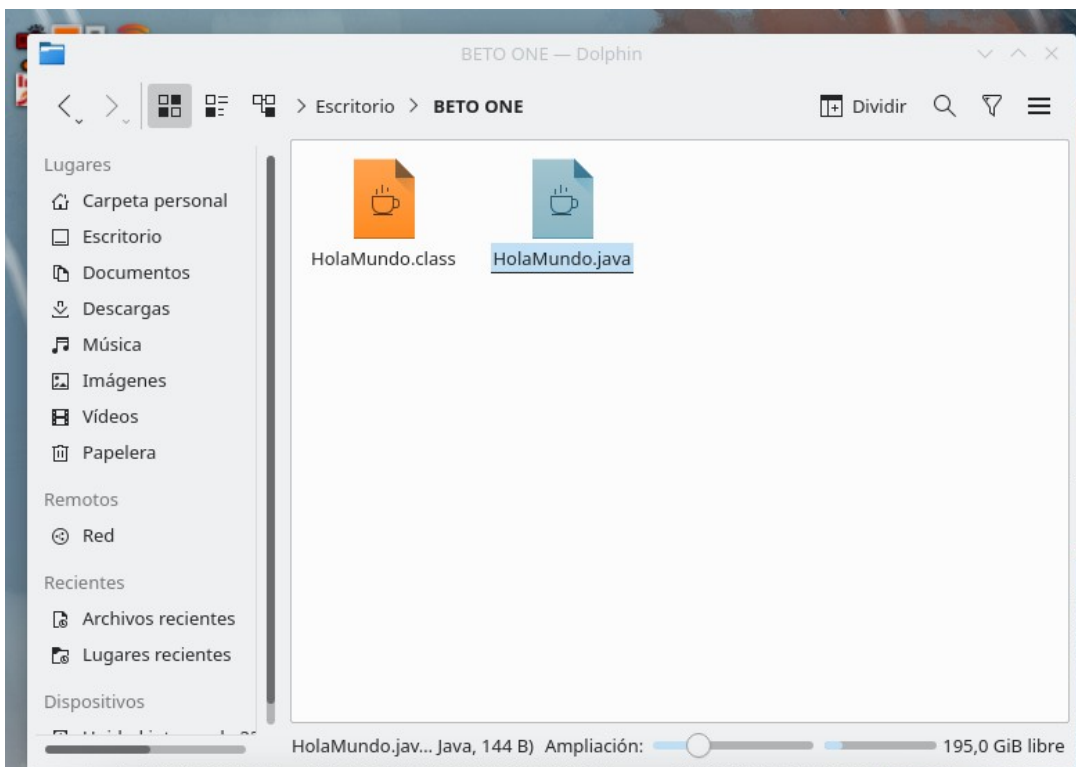 BETO ONE — Dolphin
Escritorio BETO ONE Dividir
Lugares
Carpeta personal
Escritorio
Documentos
Descargas
Música
Imágenes
Vídeos
Papelera
Remotos
Red
Recientes
Archivos recientes
Lugares recientes
Dispositivos
HolaMundo.class HolaMundo.java
HolaMundo.jav... Java, 144 B) Ampliación: 195,0 GiB libre